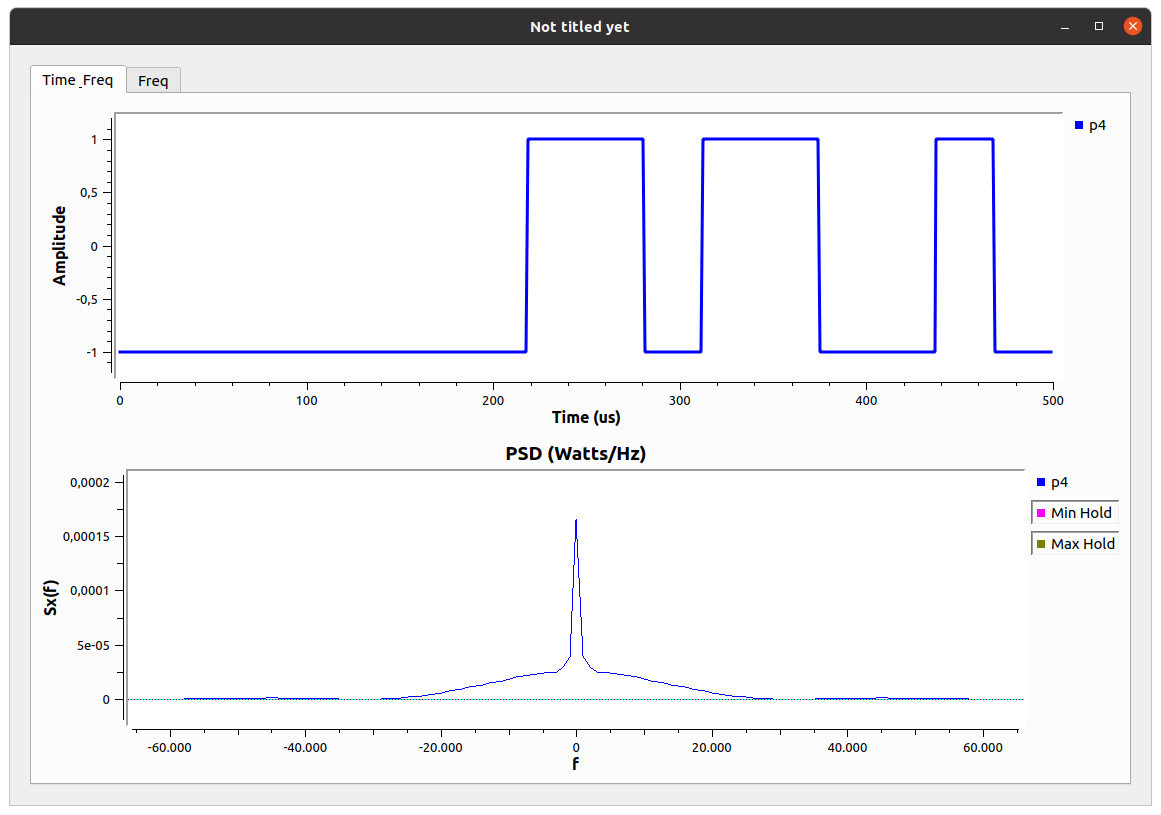 Not titled yet
Time_Freq
Freq
p4
1
0,5
0
-0,5
-1
Amplitude
0
100
200
300
400
500
Time (us)
PSD (Watts/Hz)
p4
Min Hold
Max Hold
0,0002
0,00015
0,0001
5e-05
0
Sx(f)
-60.000
-40.000
-20.000
0
20.000
40.000
60.000
f